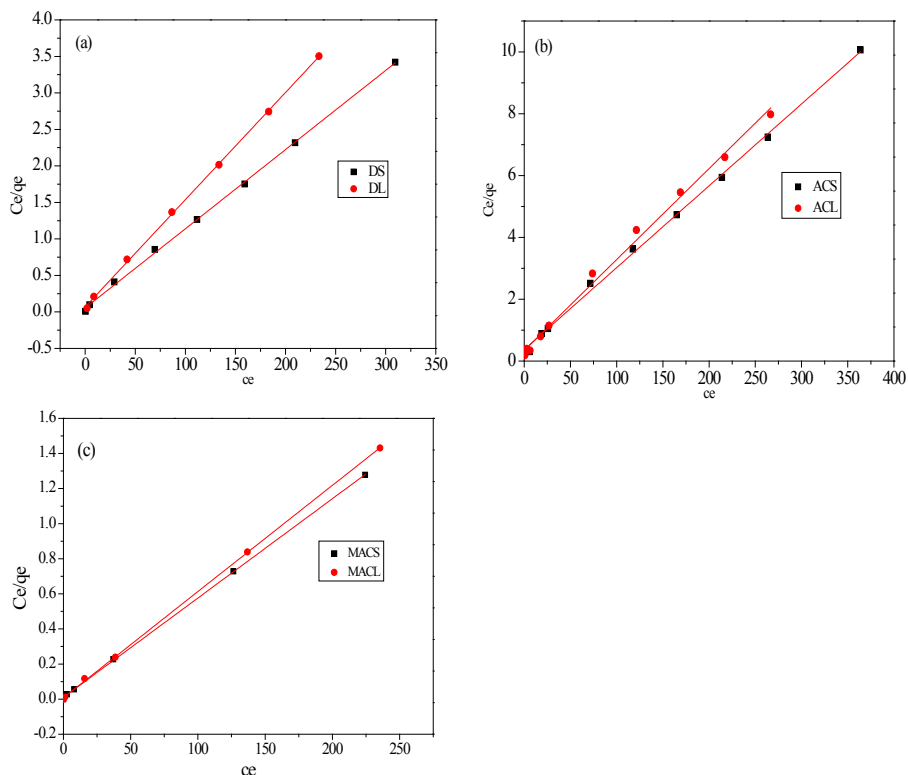 (a)
4.0
3.5
3.0
2.5
2.0
1.5
1.0
0.5
0.0
-0.5
Ce/qe
0 50 100 150 200 250 300 350
ce
DS
DL
(b)
10
8
6
4
2
0
Ce/qe
0 50 100 150 200 250 300 350 400
ce
ACS
ACL
(c)
1.6
1.4
1.2
1.0
0.8
0.6
0.4
0.2
0.0
-0.2
Ce/qe
0 50 100 150 200 250
ce
MACS
MACL